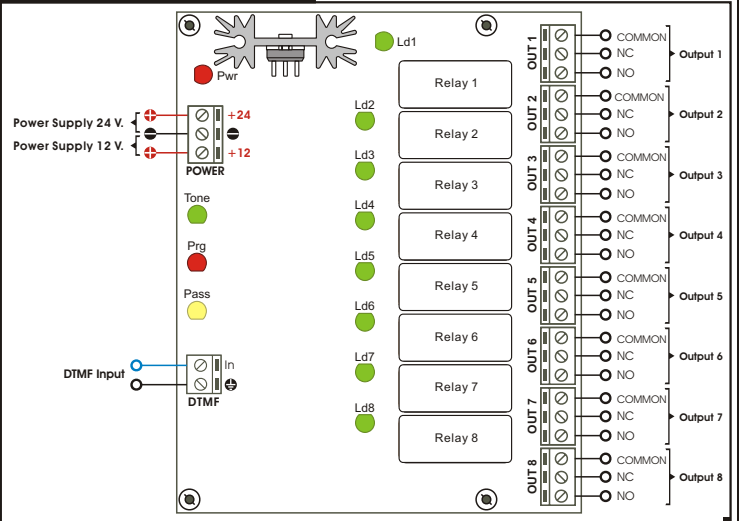 Ld1
Pwr
Power Supply 24 V.
Power Supply 12 V.
+24
+12
POWER
Tone
Prg
Pass
DTMF Input
In
DTMF
Ld2
Ld3
Ld4
Ld5
Ld6
Ld7
Ld8
Relay 1
Relay 2
Relay 3
Relay 4
Relay 5
Relay 6
Relay 7
Relay 8
OUT 1
COMMON
NC
NO
Output 1
OUT 2
COMMON
NC
NO
Output 2
OUT 3
COMMON
NC
NO
Output 3
OUT 4
COMMON
NC
NO
Output 4
OUT 5
COMMON
NC
NO
Output 5
OUT 6
COMMON
NC
NO
Output 6
OUT 7
COMMON
NC
NO
Output 7
OUT 8
COMMON
NC
NO
Output 8